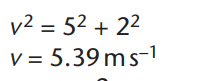 v² = 5² + 2²
v = 5.39 m s⁻¹